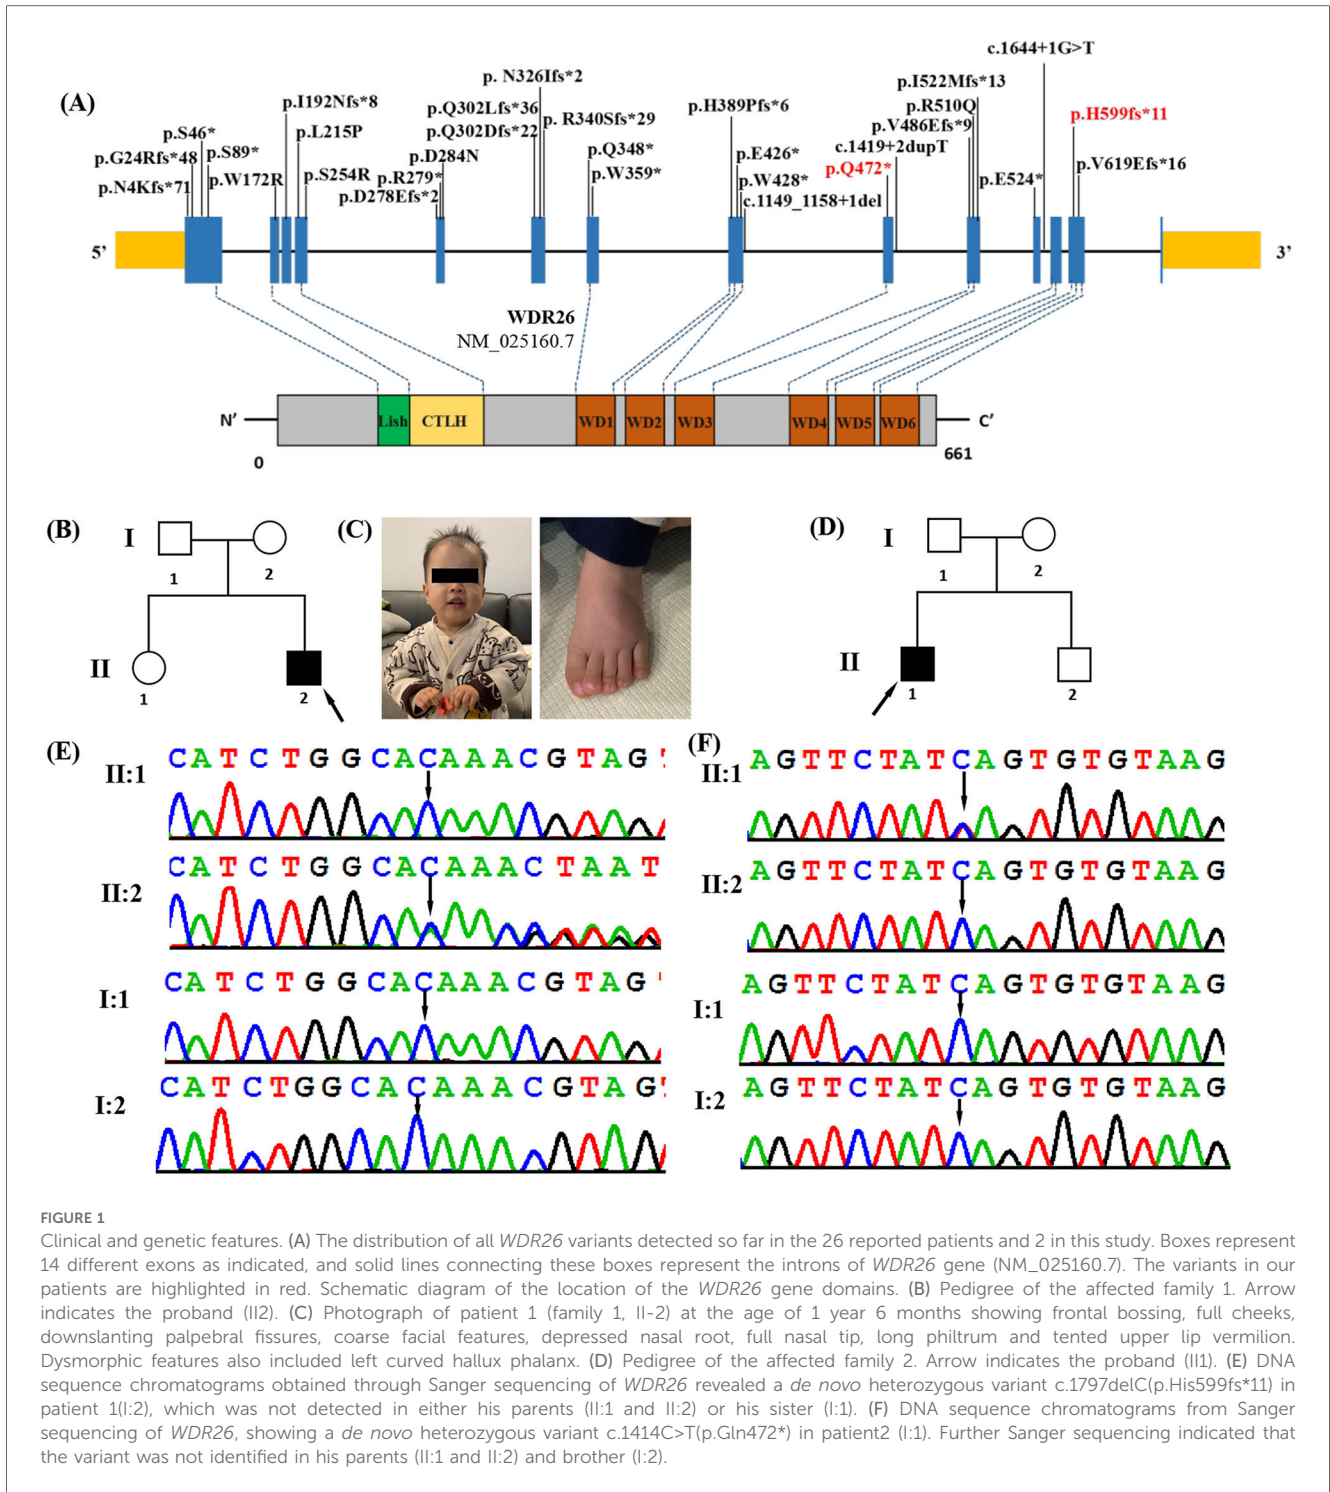 (A)
c.1644+1G>T
p. N326Ifs*2
p.I522Mfs*13
p.I192Nfs*8
p.Q302Lfs*36
p.H389Pfs*6
p.R510Q
p.H599fs*11
p.S46*
p.L215P
p.Q302Dfs*22
p. R340Sfs*29
p.V486Efs*9
p.G24Rfs*48
p.S89*
p.D284N
p.Q348*
p.E426*
c.1419+2dupT
p.V619Efs*16
p.N4Kfs*71
p.W172R
p.S254R
p.R279*
p.W359*
p.W428*
p.Q472*
p.E524*
p.D278Efs*2
c.1149_1158+1del
5’
3’
WDR26
NM_025160.7
N’
Lish
CTLH
WD1
WD2
WD3
WD4
WD5
WD6
C’
0
661
(B)
I
1
2
II
1
2
(C)
(D)
I
1
2
II
1
2
(E)
II:1
CATCTGGCACAAACGTAGT
II:2
CATCTGGCACAAACTAAT
I:1
CATCTGGCACAAACGTAG
I:2
CATCTGGCACAAACGTAGT
(F)
II:1
AGTTCTATCAGTGTGTAAG
II:2
AGTTCTATCAGTGTGTAAG
I:1
AGTTCTATCAGTGTGTAAG
I:2
AGTTCTATCAGTGTGTAAG
FIGURE 1
Clinical and genetic features. (A) The distribution of all WDR26 variants detected so far in the 26 reported patients and 2 in this study. Boxes represent
14 different exons as indicated, and solid lines connecting these boxes represent the introns of WDR26 gene (NM_025160.7). The variants in our
patients are highlighted in red. Schematic diagram of the location of the WDR26 gene domains. (B) Pedigree of the affected family 1. Arrow
indicates the proband (II2). (C) Photograph of patient 1 (family 1, II-2) at the age of 1 year 6 months showing frontal bossing, full cheeks,
downslanting palpebral fissures, coarse facial features, depressed nasal root, full nasal tip, long philtrum and tented upper lip vermilion.
Dysmorphic features also included left curved hallux phalanx. (D) Pedigree of the affected family 2. Arrow indicates the proband (II1). (E) DNA
sequence chromatograms obtained through Sanger sequencing of WDR26 revealed a de novo heterozygous variant c.1797delC(p.His599fs*11) in
patient 1(I:2), which was not detected in either his parents (II:1 and II:2) or his sister (I:1). (F) DNA sequence chromatograms from Sanger
sequencing of WDR26, showing a de novo heterozygous variant c.1414C>T(p.Gln472*) in patient2 (I:1). Further Sanger sequencing indicated that
the variant was not identified in his parents (II:1 and II:2) and brother (I:2).